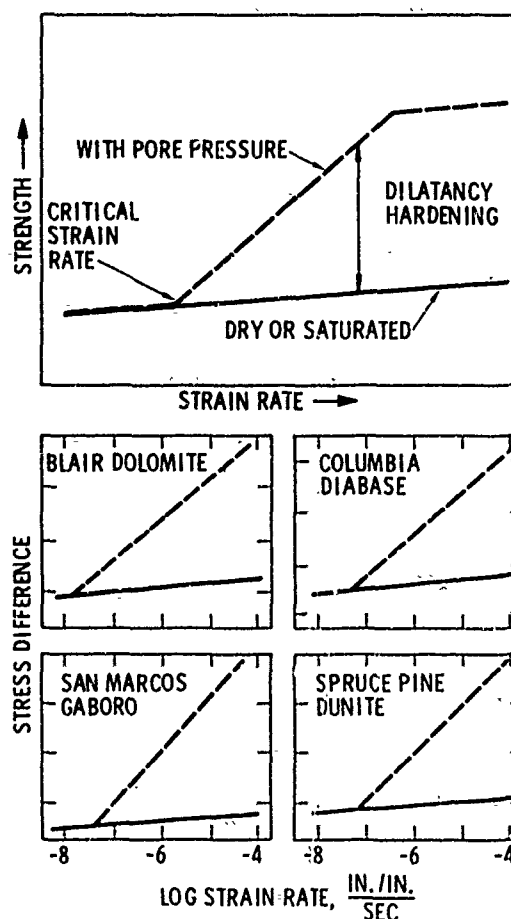 WITH PORE PRESSURE
DILATANCY
HARDENING
CRITICAL
STRAIN
RATE
STRENGTH
DRY OR SATURATED
STRAIN RATE
BLAIR DOLOMITE
COLUMBIA
DIABASE
STRESS DIFFERENCE
SAN MARCOS
GABORO
SPRUCE PINE
DUNITE
-8 -6 -4 -8 -6 -4
LOG STRAIN RATE, IN./IN.
SEC